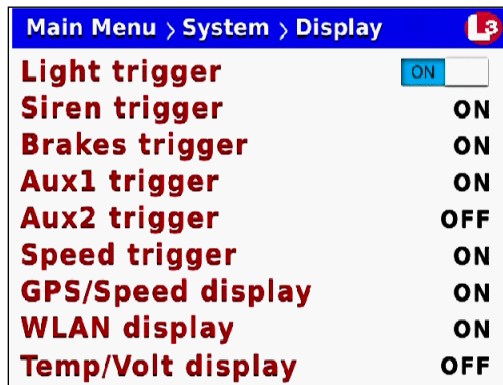 Main Menu > System > Display L3
Light trigger ON
Siren trigger ON
Brakes trigger ON
Aux1 trigger ON
Aux2 trigger OFF
Speed trigger ON
GPS/Speed display ON
WLAN display ON
Temp/Volt display OFF